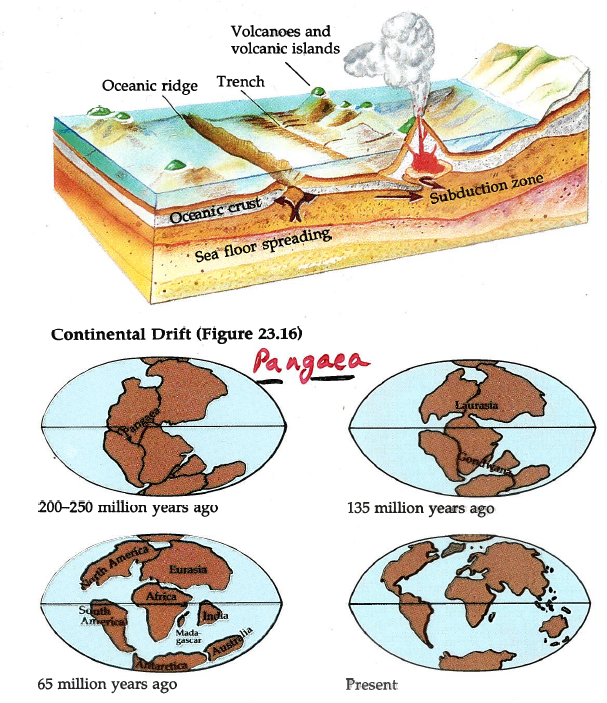 Volcanoes and
volcanic islands
Oceanic ridge
Trench
Oceanic crust
Subduction zone
Sea floor spreading
Continental Drift (Figure 23.16)
Pangaea
Pangaea
Laurasia
Gondwana
200–250 million years ago
135 million years ago
North America
Eurasia
Africa
South
America
India
Mada-
gascar
Australia
Antarctica
65 million years ago
Present